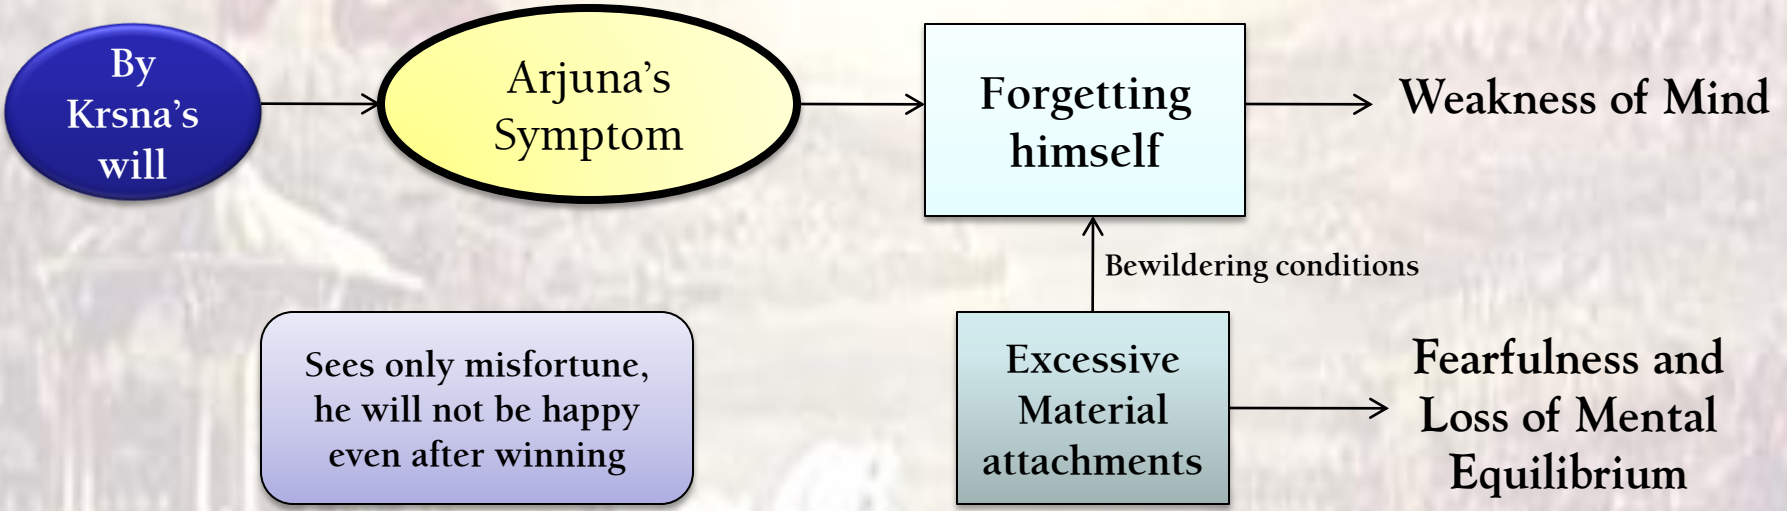 By
Krsna's
will
Arjuna's
Symptom
Forgetting
himself
Weakness of Mind
Bewildering conditions
Sees only misfortune,
he will not be happy
even after winning
Excessive
Material
attachments
Fearfulness and
Loss of Mental
Equilibrium